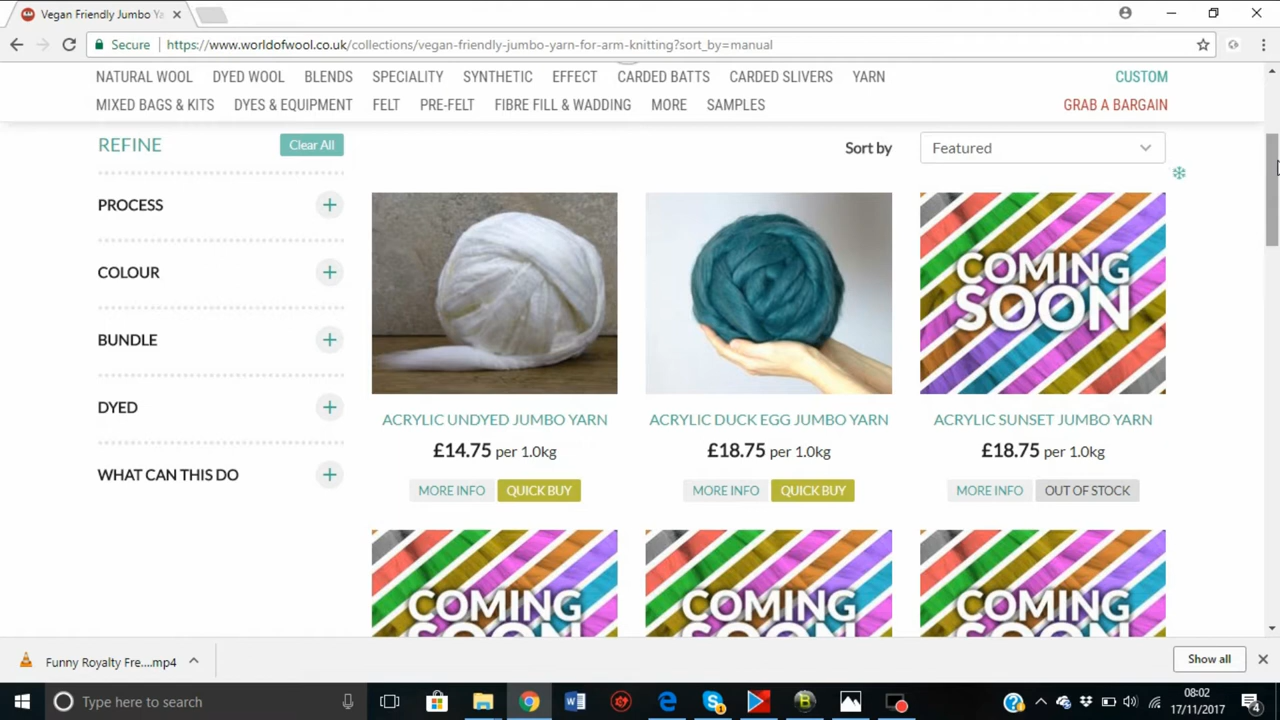 Vegan Friendly Jumbo Ya
Secure https://www.worldofwool.co.uk/collections/vegan-friendly-jumbo-yarn-for-arm-knitting?sort_by=manual
NATURAL WOOL DYED WOOL BLENDS SPECIALITY SYNTHETIC EFFECT CARDED BATTS CARDED SLIVERS YARN CUSTOM
MIXED BAGS & KITS DYES & EQUIPMENT FELT PRE-FELT FIBRE FILL & WADDING MORE SAMPLES GRAB A BARGAIN
REFINE Clear All Sort by Featured
PROCESS
COLOUR
BUNDLE
DYED
WHAT CAN THIS DO
COMING
SOON
ACRYLIC UNDYED JUMBO YARN ACRYLIC DUCK EGG JUMBO YARN ACRYLIC SUNSET JUMBO YARN
£14.75 per 1.0kg £18.75 per 1.0kg £18.75 per 1.0kg
MORE INFO QUICK BUY MORE INFO QUICK BUY MORE INFO OUT OF STOCK
COMING COMING COMING
SOON SOON SOON
Funny Royalty Fre....mp4 Show all
Type here to search
08:02
17/11/2017
4